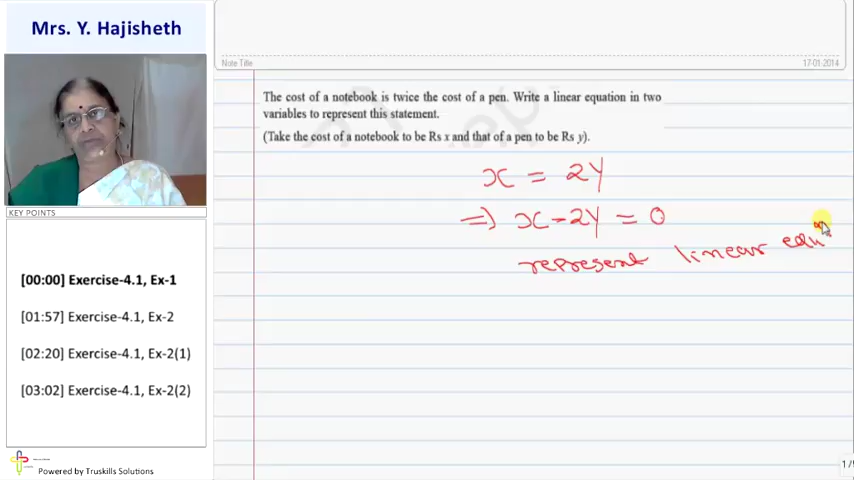 Mrs. Y. Hajisheth
Note Title
17-01-2014
The cost of a notebook is twice the cost of a pen. Write a linear equation in two
variables to represent this statement.
(Take the cost of a notebook to be Rs x and that of a pen to be Rs y).
x = 2y
=) x - 2y = 0
represent linear equn
KEY POINTS
[00:00] Exercise-4.1, Ex-1
[01:57] Exercise-4.1, Ex-2
[02:20] Exercise-4.1, Ex-2(1)
[03:02] Exercise-4.1, Ex-2(2)
Powered by Truskills Solutions